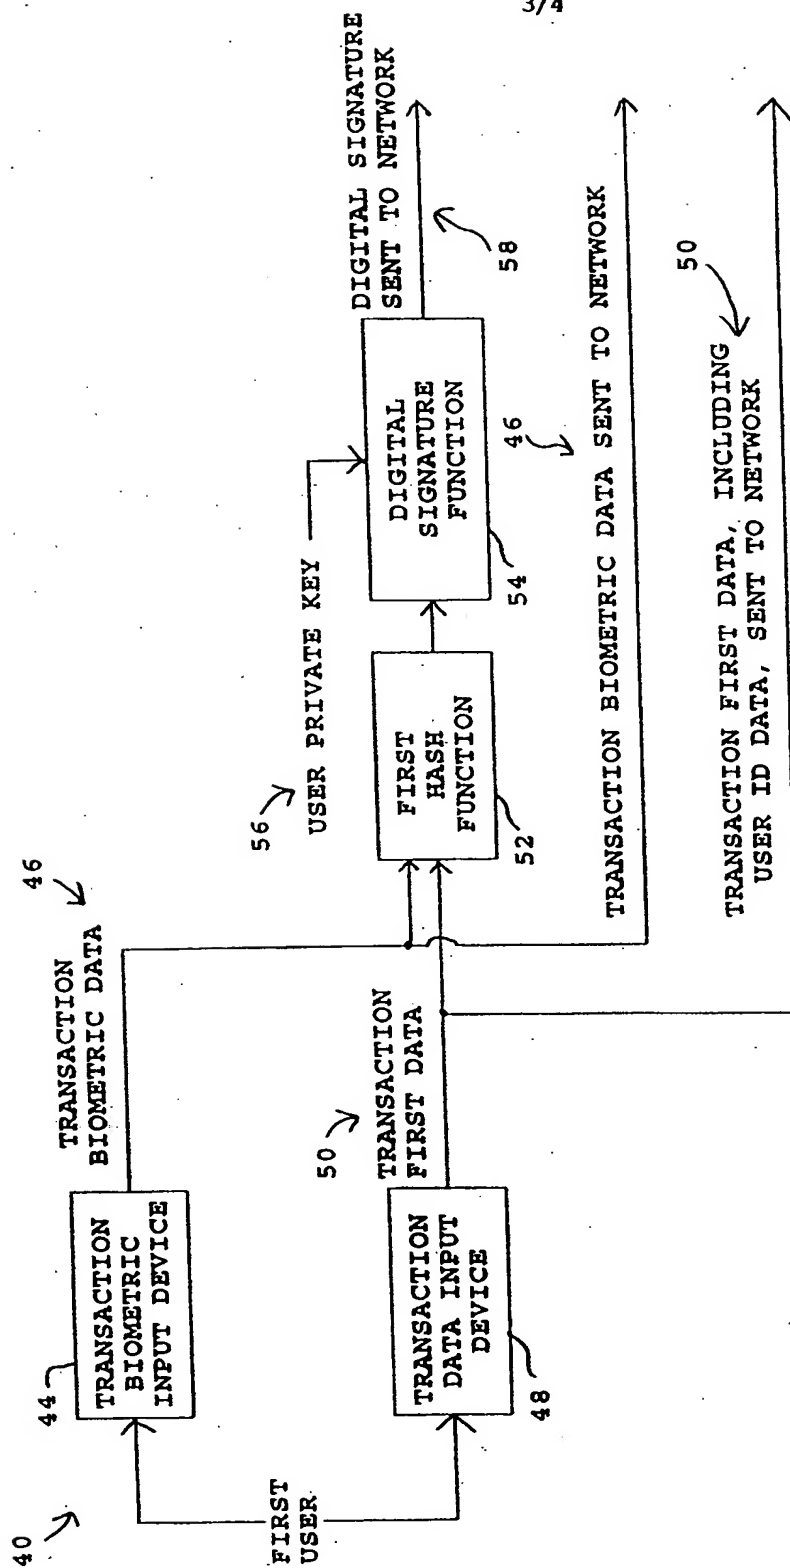 3/4
40
FIRST
USER
44
TRANSACTION
BIOMETRIC
INPUT DEVICE
TRANSACTION
BIOMETRIC DATA
46
48
TRANSACTION
DATA INPUT
DEVICE
50
TRANSACTION
FIRST DATA
56
USER PRIVATE KEY
FIRST
HASH
FUNCTION
52
DIGITAL
SIGNATURE
FUNCTION
54
DIGITAL SIGNATURE
SENT TO NETWORK
58
46
TRANSACTION BIOMETRIC DATA SENT TO NETWORK
50
TRANSACTION FIRST DATA, INCLUDING
USER ID DATA, SENT TO NETWORK